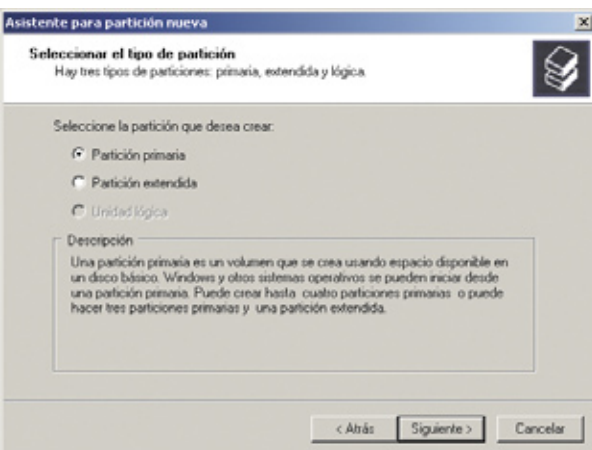 Asistente para partición nueva
Seleccionar el tipo de partición
Hay tres tipos de particiones: primaria, extendida y lógica.
Seleccione la partición que desea crear:
Partición primaria
Partición extendida
Unidad lógica
Descripción
Una partición primaria es un volumen que se crea usando espacio disponible en
un disco básico. Windows y otros sistemas operativos se pueden iniciar desde
una partición primaria. Puede crear hasta cuatro particiones primarias o puede
hacer tres particiones primarias y una partición extendida.
< Atrás
Siguiente >
Cancelar